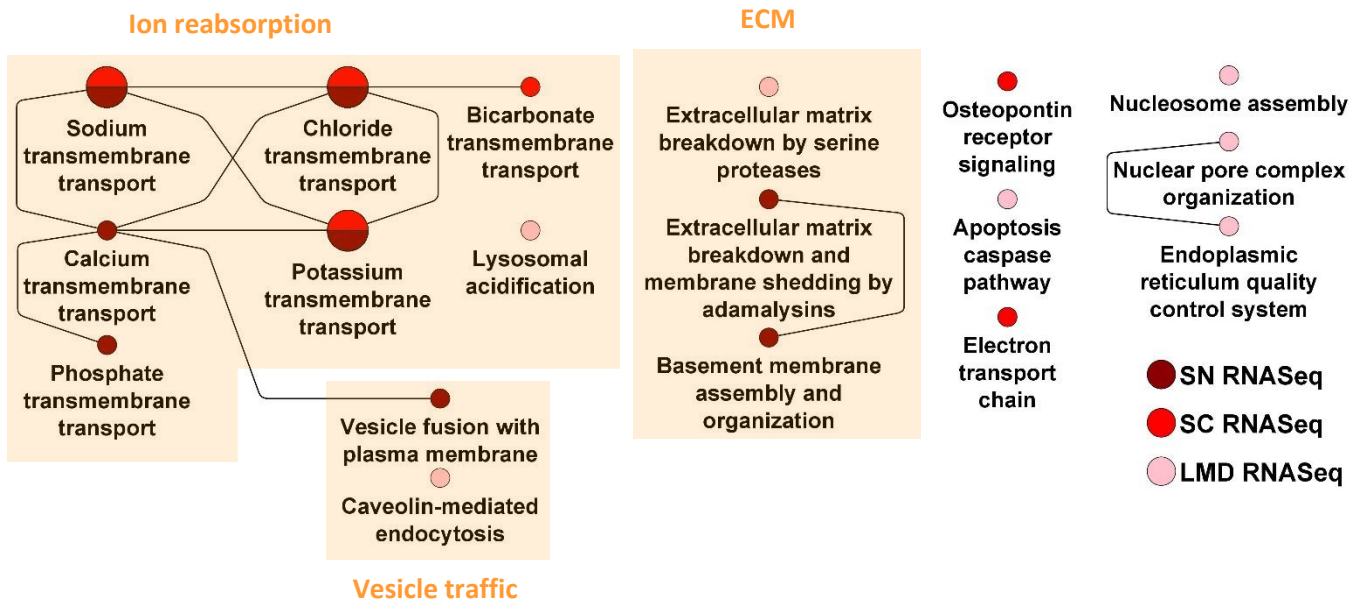 Ion reabsorption
Sodium
transmembrane
transport
Chloride
transmembrane
transport
Bicarbonate
transmembrane
transport
Calcium
transmembrane
transport
Potassium
transmembrane
transport
Lysosomal
acidification
Phosphate
transmembrane
transport
Vesicle fusion with
plasma membrane
Caveolin-mediated
endocytosis
Vesicle traffic
ECM
Extracellular matrix
breakdown by serine
proteases
Extracellular matrix
breakdown and
membrane shedding by
adamalysins
Basement membrane
assembly and
organization
Osteopontin
receptor
signaling
Apoptosis
caspase
pathway
Electron
transport
chain
Nucleosome assembly
Nuclear pore complex
organization
Endoplasmic
reticulum quality
control system
SN RNASeq
SC RNASeq
LMD RNASeq